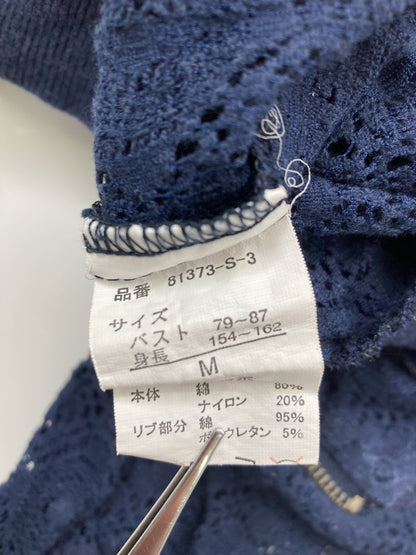 品番 81373-S-3
サイズ
バスト 79~87
身長 154~162
M
本体 綿 80%
ナイロン 20%
リブ部分 綿 95%
ポリウレタン 5%